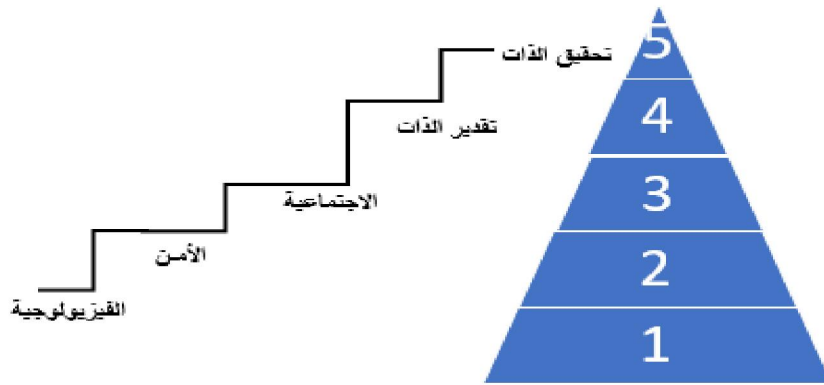 تحقيق الذات
تقدير الذات
الاجتماعية
الأمن
الفيزيولوجية
5
4
3
2
1